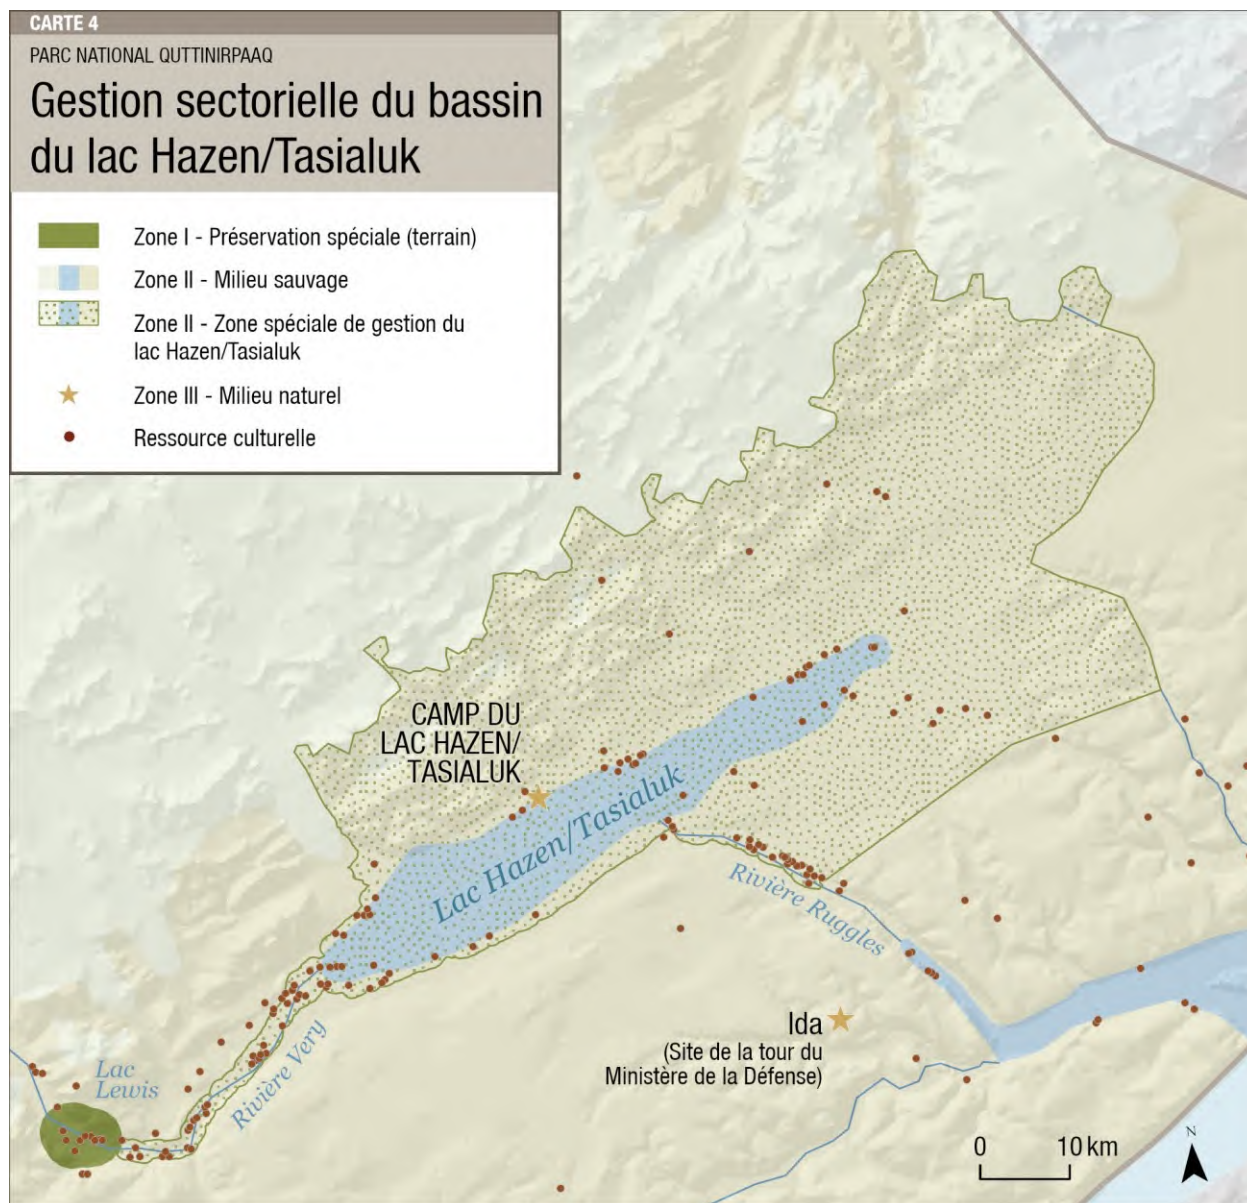 CARTE 4
PARC NATIONAL QUTTINIRPAAQ
Gestion sectorielle du bassin
du lac Hazen/Tasialuk
Zone I - Préservation spéciale (terrain)
Zone II - Milieu sauvage
Zone II - Zone spéciale de gestion du
lac Hazen/Tasialuk
Zone III - Milieu naturel
Ressource culturelle
CAMP DU
LAC HAZEN/
TASIALUK
Lac Hazen/Tasialuk
Rivière Ruggles
Ida
(Site de la tour du
Ministère de la Défense)
Rivière Very
Lac
Lewis
N
0 10 km